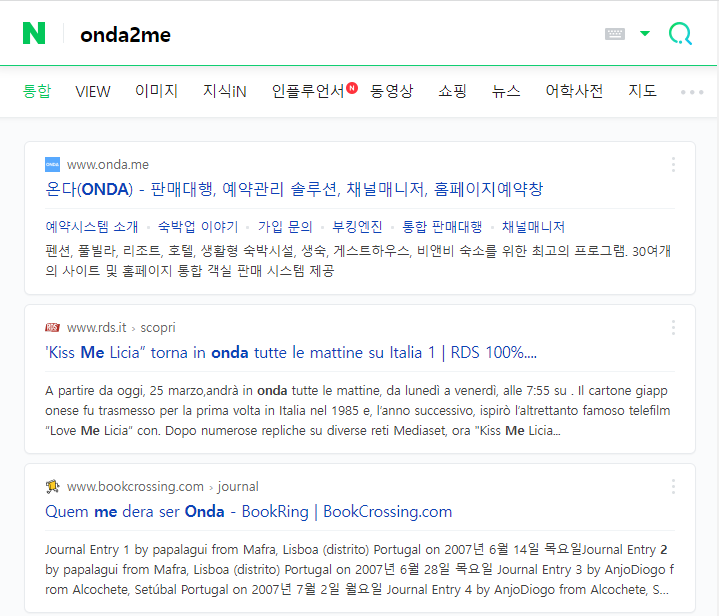 N onda2me
통합 VIEW 이미지 지식iN 인플루언서 N 동영상 쇼핑 뉴스 어학사전 지도
www.onda.me
온다(ONDA) - 판매대행, 예약관리 솔루션, 채널매니저, 홈페이지예약창
예약시스템 소개 · 숙박업 이야기 · 가입 문의 · 부킹엔진 · 통합 판매대행 · 채널매니저
펜션, 풀빌라, 리조트, 호텔, 생활형 숙박시설, 생숙, 게스트하우스, 비앤비 숙소를 위한 최고의 프로그램. 30여개
의 사이트 및 홈페이지 통합 객실 판매 시스템 제공
RDS www.rds.it › scopri
'Kiss Me Licia” torna in onda tutte le mattine su Italia 1 | RDS 100%....
A partire da oggi, 25 marzo,andrà in onda tutte le mattine, da lunedì a venerdì, alle 7:55 su . Il cartone giapp
onese fu trasmesso per la prima volta in Italia nel 1985 e, l’anno successivo, ispirò l’altrettanto famoso telefilm
“Love Me Licia” con. Dopo numerose repliche su diverse reti Mediaset, ora "Kiss Me Licia...
www.bookcrossing.com › journal
Quem me dera ser Onda - BookRing | BookCrossing.com
Journal Entry 1 by papalagui from Mafra, Lisboa (distrito) Portugal on 2007년 6월 14일 목요일Journal Entry 2
by papalagui from Mafra, Lisboa (distrito) Portugal on 2007년 6월 28일 목요일 Journal Entry 3 by AnjoDiogo f
rom Alcochete, Setúbal Portugal on 2007년 7월 2일 월요일 Journal Entry 4 by AnjoDiogo from Alcochete, S...